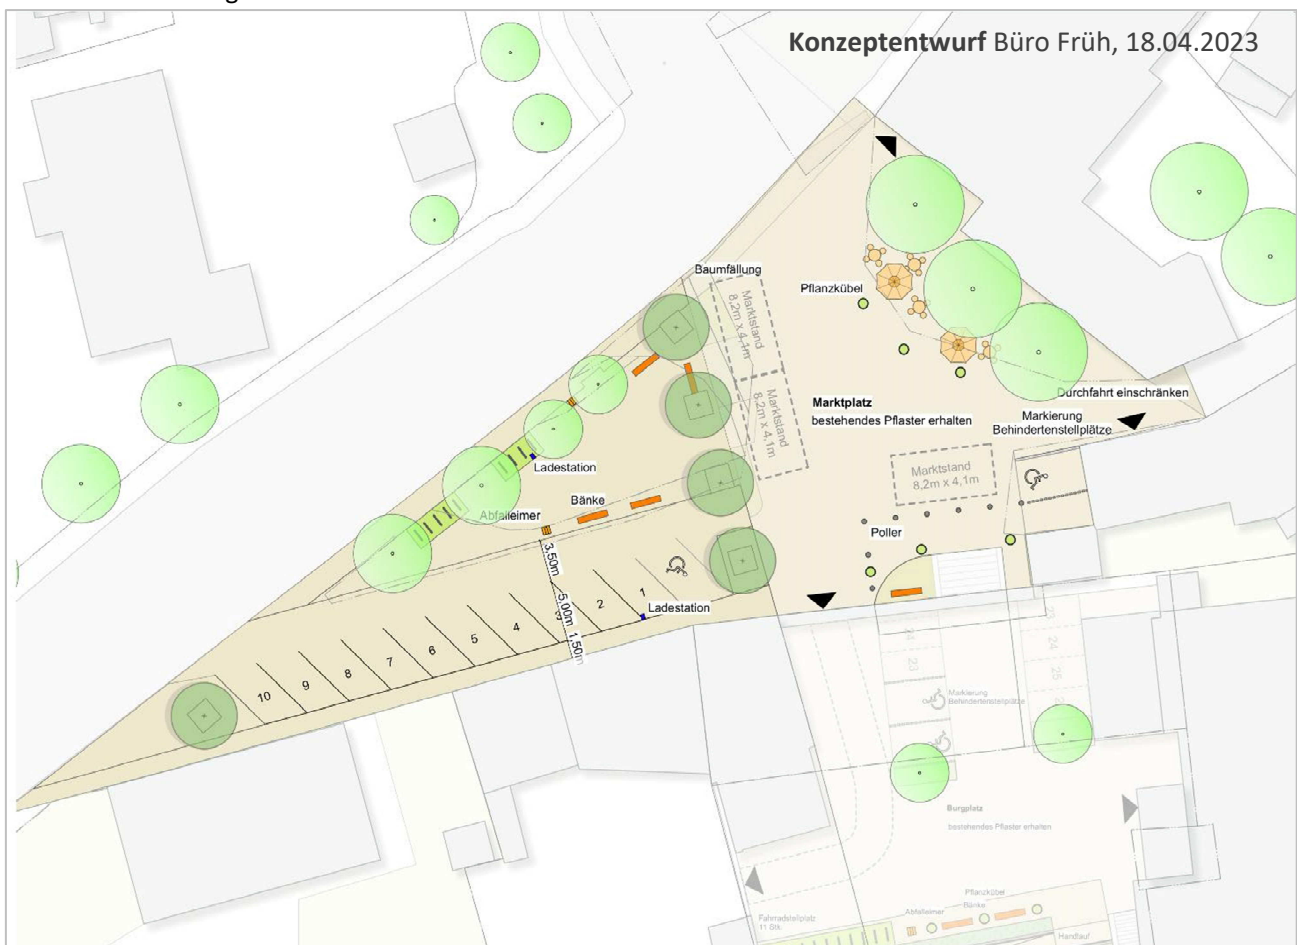 Konzeptentwurf Büro Früh, 18.04.2023
Baumfällung
Pflanzkübel
Marktstand
8,2m x 4,1m
Marktstand
8,2m x 4,1m
Marktplatz
bestehendes Pflaster erhalten
Durchfahrt einschränken
Markierung
Behindertenstellplätze
Marktstand
8,2m x 4,1m
Ladestation
Bänke
Abfalleimer
Poller
3,50m
5,00m
1,50m
Ladestation
1
2
3
4
5
6
7
8
9
10
23
24
25
24
23
Markierung
Behindertenstellplätze
Burgplatz
bestehendes Pflaster erhalten
Pflanzkübel
Bänke
Abfalleimer
Fahrradstellplatz
11 Stk.
Handlauf